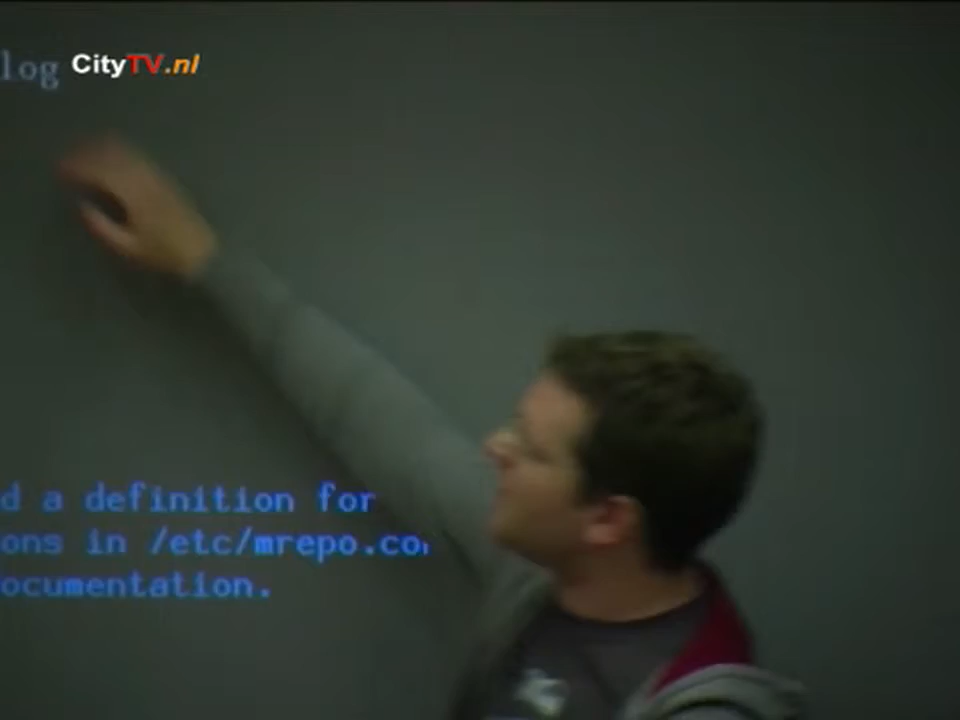 log CityTV.nl
d a definition for
ons in /etc/mrepo.co
ocumentation.